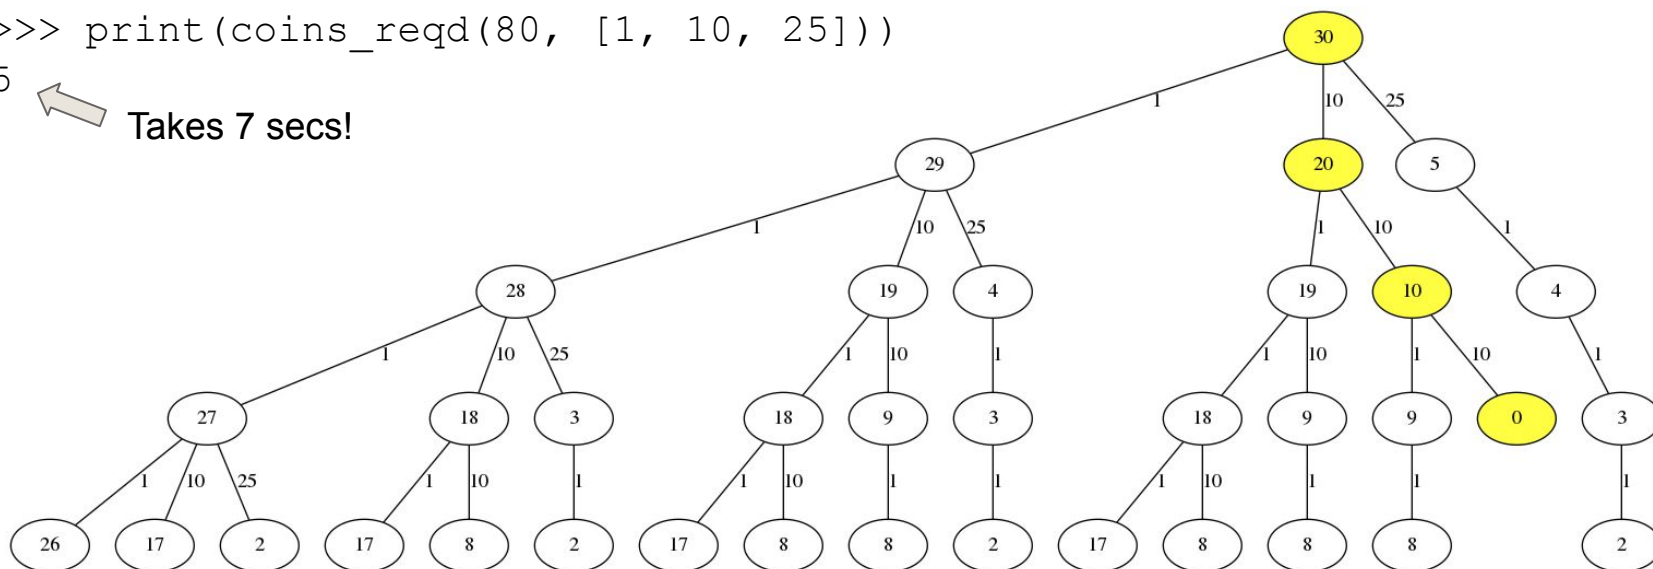 >>> print(coins_reqd(80, [1, 10, 25]))
5
Takes 7 secs!
30
1 10 25
29 20 5
1 10 25 1 10 1
28 19 4 19 10 4
1 10 25 1 10 1 1 10 1 10 1
27 18 3 18 9 3 18 9 9 0 3
1 10 25 1 10 1 1 10 1 1 1 10 1 1 1
26 17 2 17 8 2 17 8 8 2 17 8 8 8 2